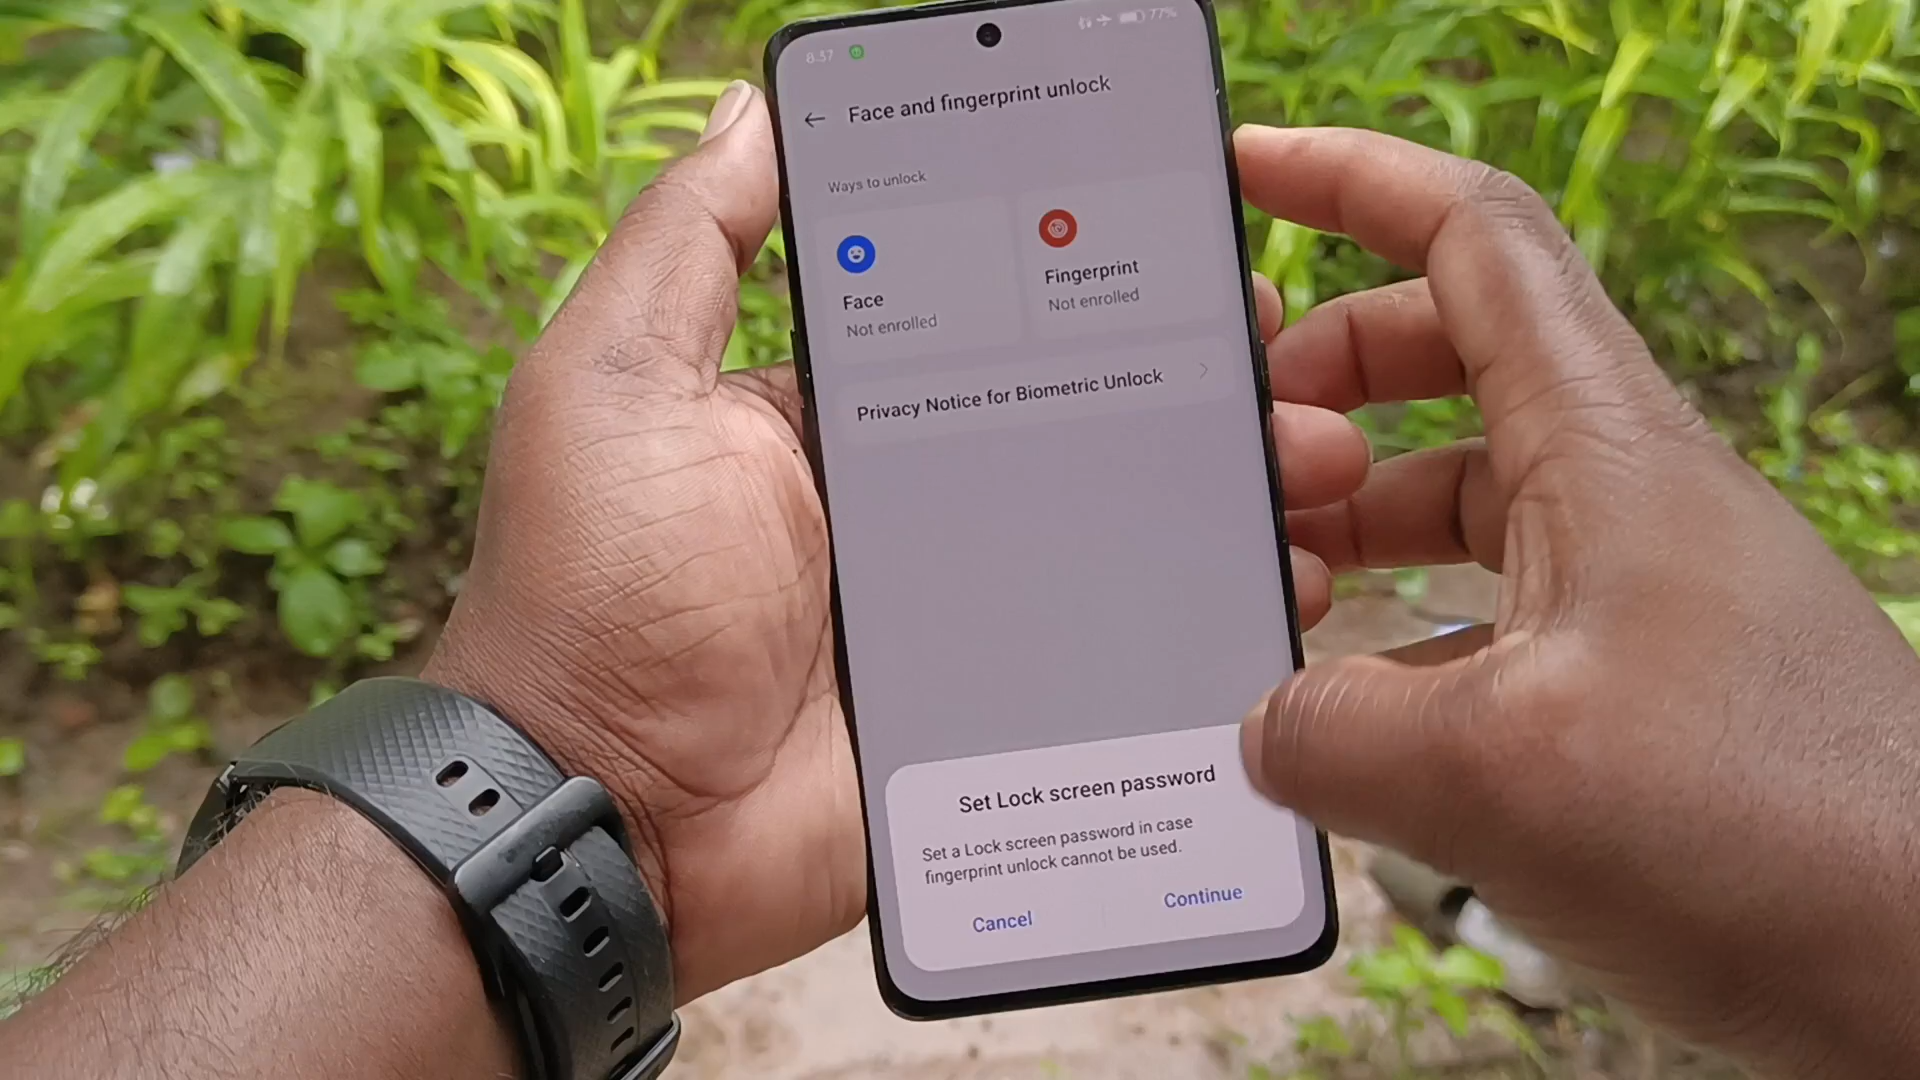 8:37
77%
Face and fingerprint unlock
Ways to unlock
Face
Not enrolled
Fingerprint
Not enrolled
Privacy Notice for Biometric Unlock
Set Lock screen password
Set a Lock screen password in case
fingerprint unlock cannot be used.
Cancel
Continue